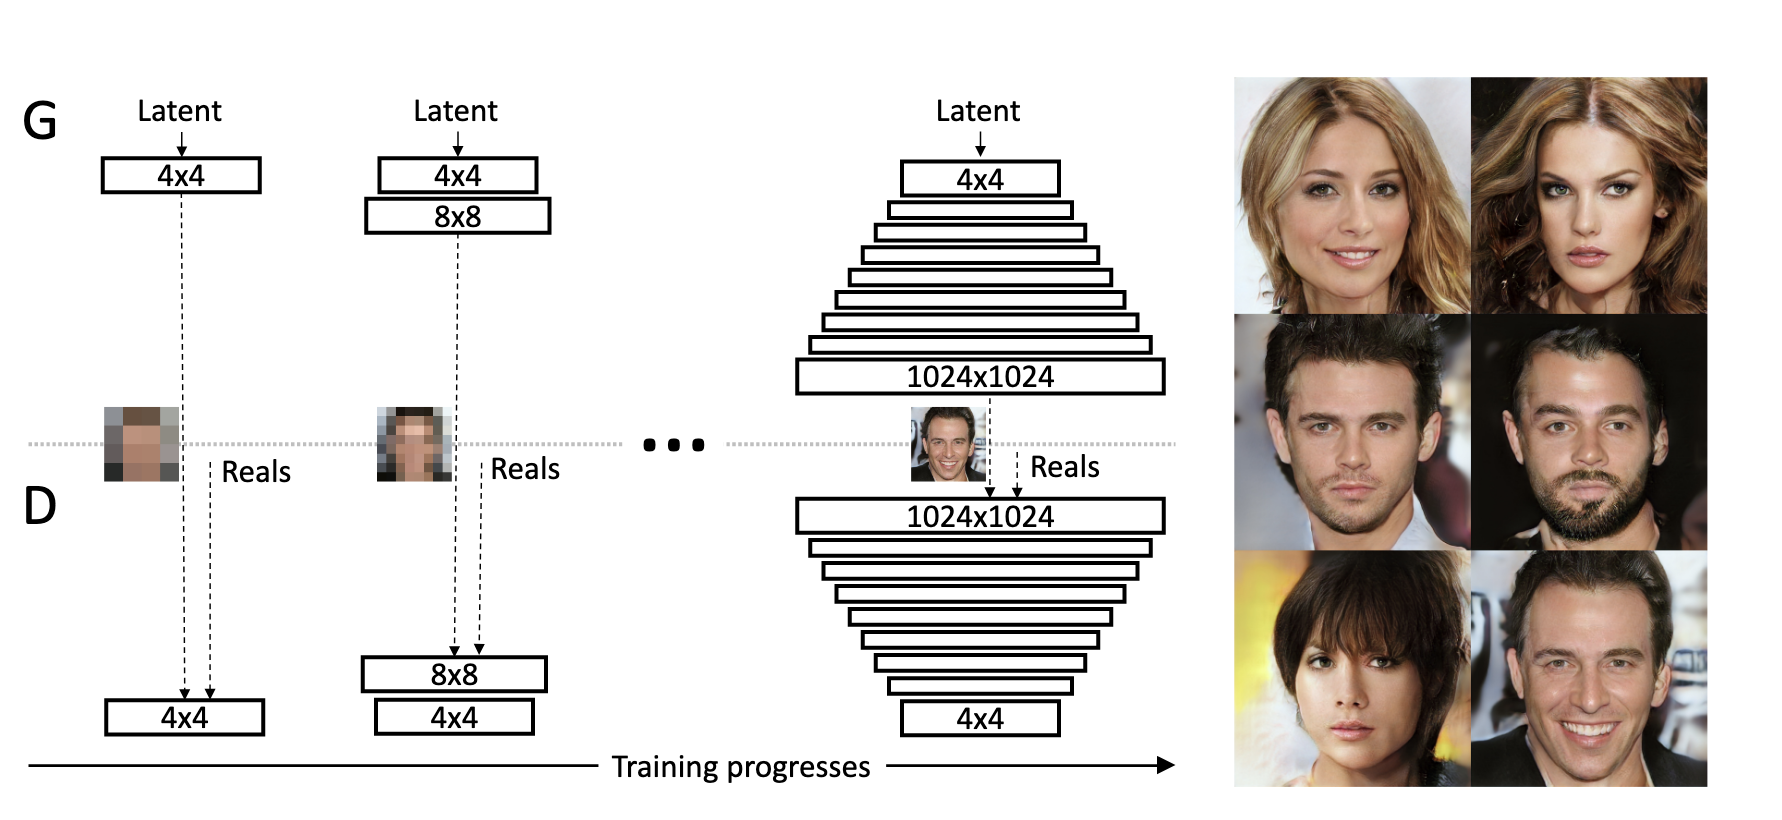 G
Latent
4x4
Latent
4x4
8x8
Latent
4x4
1024x1024
Reals
Reals
Reals
D
4x4
8x8
4x4
1024x1024
4x4
Training progresses